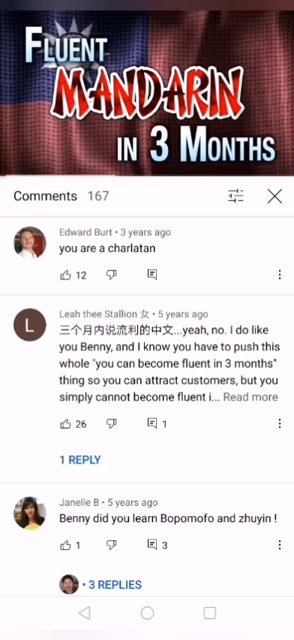 FLUENT
MANDARIN
IN 3 MONTHS
Comments 167
Edward Burt • 3 years ago
you are a charlatan
12
Leah thee Stallion 女 • 5 years ago
L
三个月内说流利的中文...yeah, no. I do like
you Benny, and I know you have to push this
whole "you can become fluent in 3 months"
thing so you can attract customers, but you
simply cannot become fluent i... Read more
26 1
1 REPLY
Janelle B • 5 years ago
Benny did you learn Bopomofo and zhuyin !
1 3
• 3 REPLIES